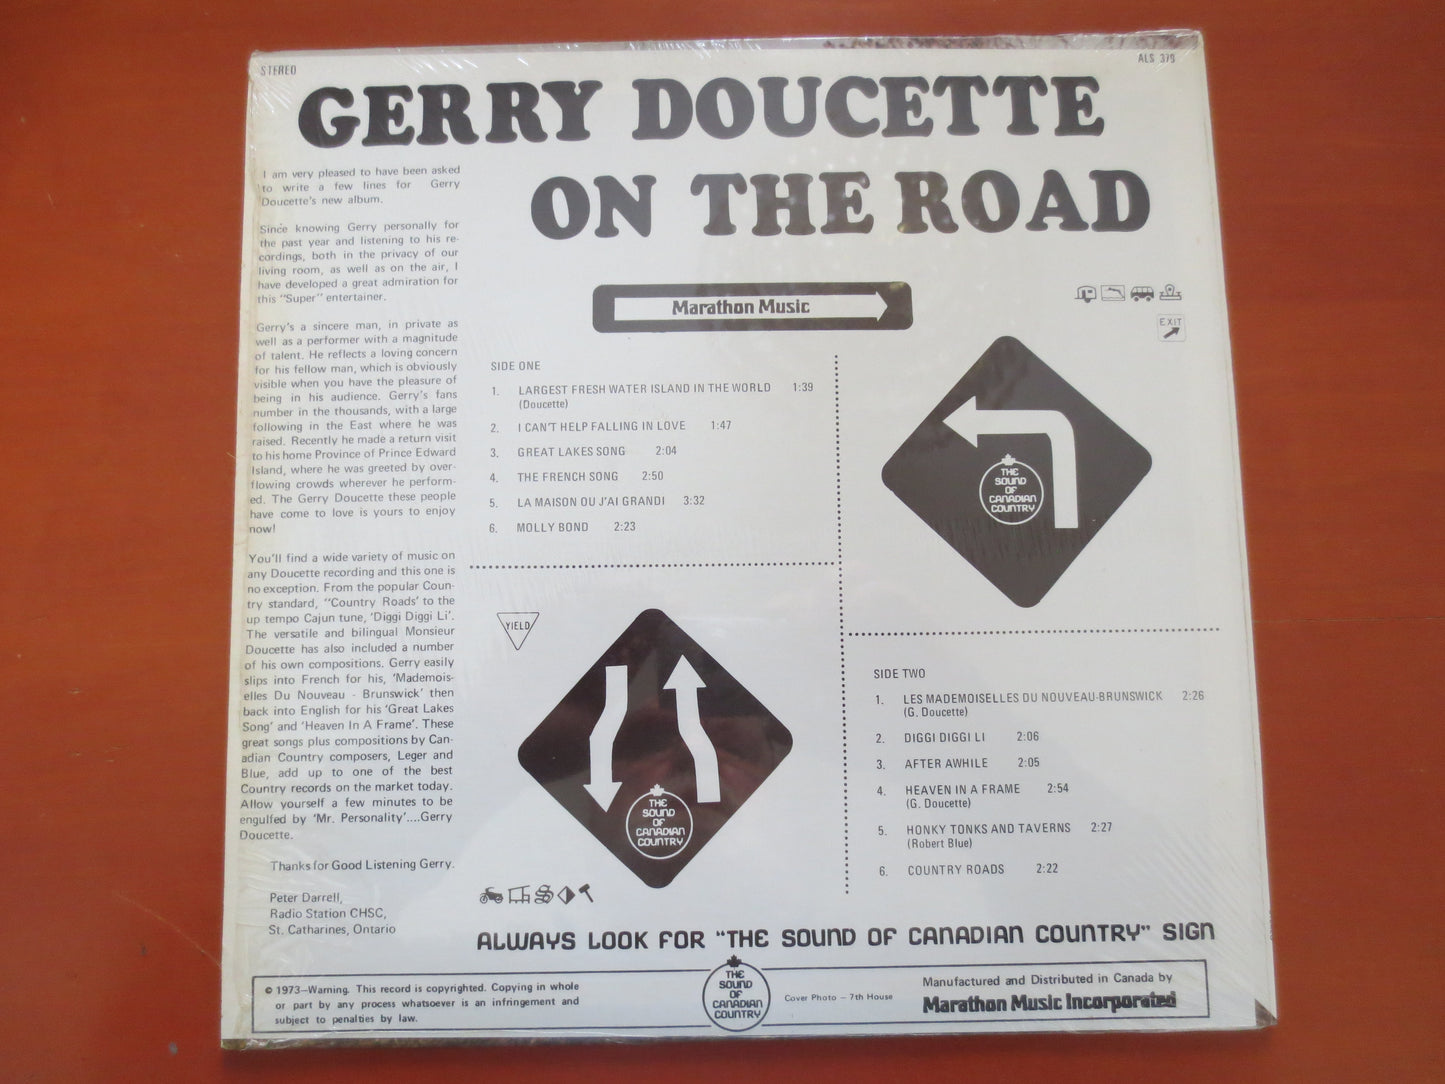 STEREO
ALS 379
GERRY DOUCETTE
ON THE ROAD
I am very pleased to have been asked
to write a few lines for Gerry
Doucette's new album.
Since knowing Gerry personally for
the past year and listening to his re-
cordings, both in the privacy of our
living room, as well as on the air, I
have developed a great admiration for
this "Super" entertainer.
Gerry's a sincere man, in private as
well as a performer with a magnitude
of talent. He reflects a loving concern
for his fellow man, which is obviously
visible when you have the pleasure of
being in his audience. Gerry's fans
number in the thousands, with a large
following in the East where he was
raised. Recently he made a return visit
to his home Province of Prince Edward
Island, where he was greeted by over-
flowing crowds wherever he perform-
ed. The Gerry Doucette these people
have come to love is yours to enjoy
now!
You'll find a wide variety of music on
any Doucette recording and this one is
no exception. From the popular Coun-
try standard, "Country Roads' to the
up tempo Cajun tune, 'Diggi Diggi Li'.
The versatile and bilingual Monsieur
Doucette has also included a number
of his own compositions. Gerry easily
slips into French for his, 'Mademois-
elles Du Nouveau - Brunswick' then
back into English for his 'Great Lakes
Song' and 'Heaven In A Frame'. These
great songs plus compositions by Can-
adian Country composers, Leger and
Blue, add up to one of the best
Country records on the market today.
Allow yourself a few minutes to be
engulfed by 'Mr. Personality'....Gerry
Doucette.
Thanks for Good Listening Gerry.
Peter Darrell,
Radio Station CHSC,
St. Catharines, Ontario
Marathon Music
EXIT
SIDE ONE
1. LARGEST FRESH WATER ISLAND IN THE WORLD 1:39
(Doucette)
2. I CAN'T HELP FALLING IN LOVE 1:47
3. GREAT LAKES SONG 2:04
4. THE FRENCH SONG 2:50
5. LA MAISON OU J'AI GRANDI 3:32
6. MOLLY BOND 2:23
THE
SOUND
OF
CANADIAN
COUNTRY
YIELD
THE
SOUND
OF
CANADIAN
COUNTRY
SIDE TWO
1. LES MADEMOISELLES DU NOUVEAU-BRUNSWICK 2:26
(G. Doucette)
2. DIGGI DIGGI LI 2:06
3. AFTER AWHILE 2:05
4. HEAVEN IN A FRAME 2:54
(G. Doucette)
5. HONKY TONKS AND TAVERNS 2:27
(Robert Blue)
6. COUNTRY ROADS 2:22
ALWAYS LOOK FOR "THE SOUND OF CANADIAN COUNTRY" SIGN
© 1973–Warning. This record is copyrighted. Copying in whole
or part by any process whatsoever is an infringement and
subject to penalties by law.
THE
SOUND
OF
CANADIAN
COUNTRY
Cover Photo – 7th House
Manufactured and Distributed in Canada by
Marathon Music Incorporated